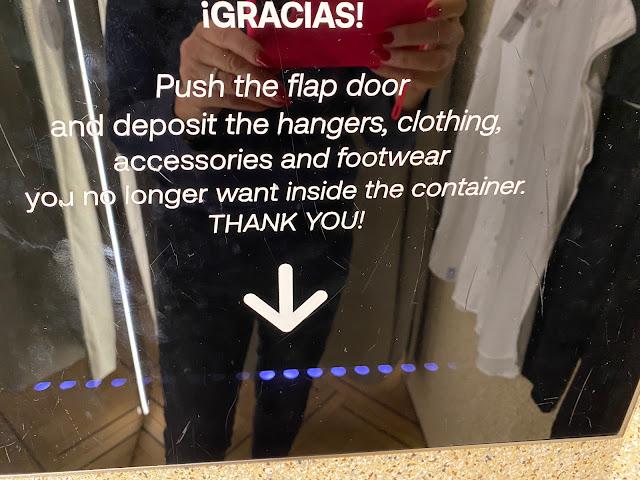 ¡GRACIAS!
Push the flap door
and deposit the hangers, clothing,
accessories and footwear
you no longer want inside the container.
THANK YOU!